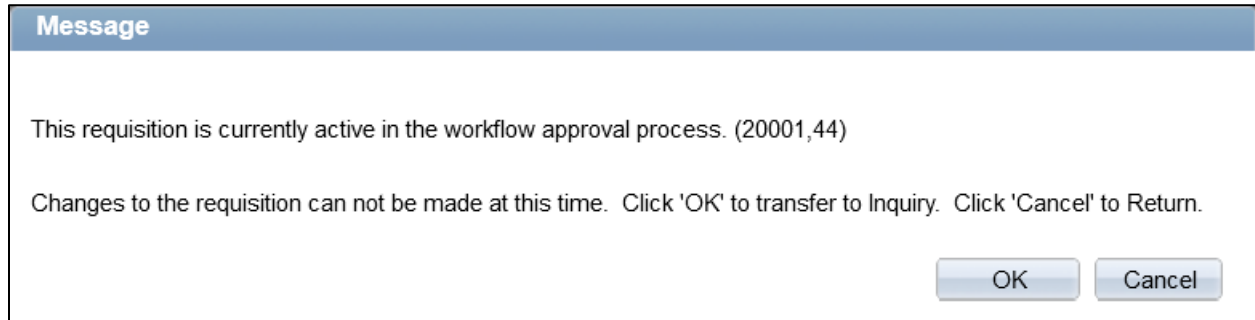 Message
This requisition is currently active in the workflow approval process. (20001,44)
Changes to the requisition can not be made at this time.  Click 'OK' to transfer to Inquiry.  Click 'Cancel' to Return.
OK Cancel